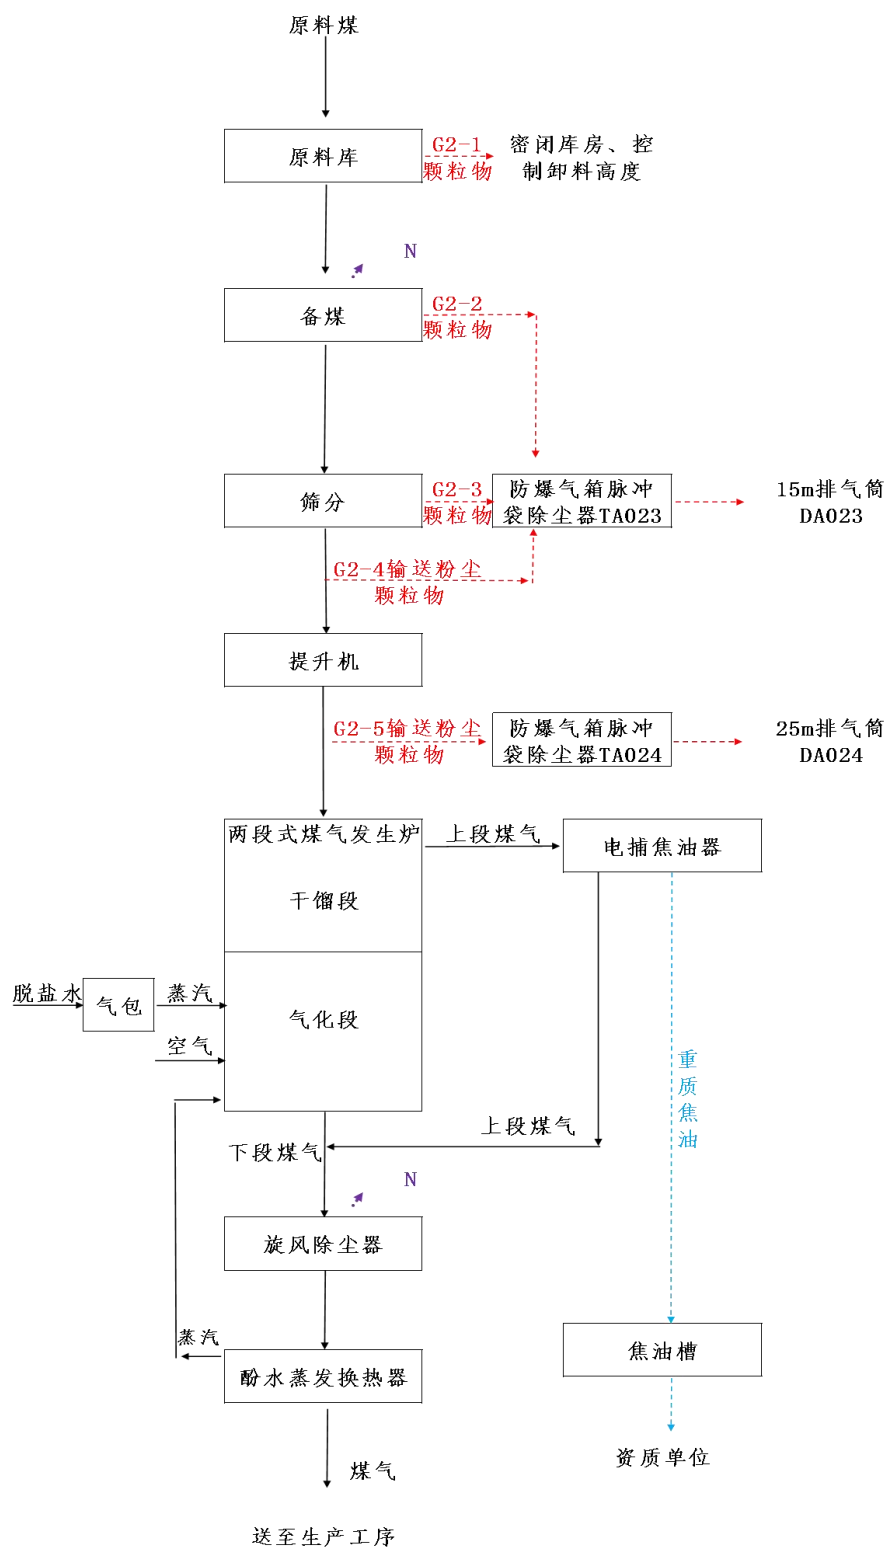 原料煤
原料库
G2-1
颗粒物
密闭库房、控
制卸料高度
N
备煤
G2-2
颗粒物
筛分
G2-3
颗粒物
防爆气箱脉冲
袋除尘器TA023
15m排气筒
DA023
G2-4输送粉尘
颗粒物
提升机
G2-5输送粉尘
颗粒物
防爆气箱脉冲
袋除尘器TA024
25m排气筒
DA024
两段式煤气发生炉
上段煤气
电捕焦油器
干馏段
脱盐水
气包
蒸汽
气化段
空气
重质焦油
上段煤气
下段煤气
N
旋风除尘器
蒸汽
酚水蒸发换热器
焦油槽
煤气
资质单位
送至生产工序